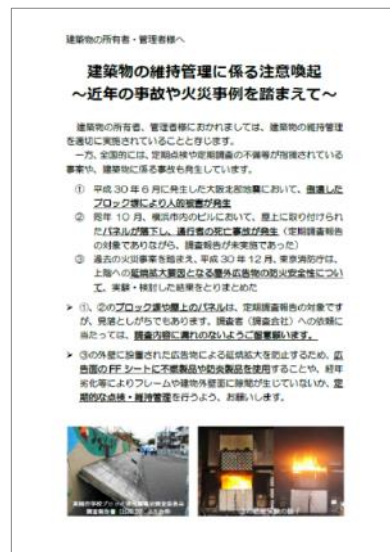 建築物の所有者・管理者様へ
建築物の維持管理に係る注意喚起
～近年の事故や火災事例を踏まえて～
建築物の所有者、管理者様におかれましては、建築物の維持管理
を適切に実施されていることと存じます。
一方、全国的には、定期点検や定期調査の不備等が指摘されている
事案や、建築物に係る事故も発生しています。
① 平成30年6月に発生した大阪北部地震において、倒壊した
ブロック塀により人的被害が発生
② 同年10月、横浜市内のビルにおいて、屋上に取り付けられ
たパネルが落下し、通行者の死亡事故が発生（定期調査報告
の対象でありながら、調査報告が未実施であった）
③ 過去の火災事案を踏まえ、平成30年12月、東京消防庁は、
上階への延焼拡大要因となる屋外広告物の防火安全性につい
て、実験・検討した結果をとりまとめた
➤ ①、②のブロック塀や屋上のパネルは、定期調査報告の対象です
が、見落としがちでもあります。調査者（調査会社）への依頼に
当たっては、調査内容に漏れのないようご留意願います。
➤ ③の外壁に設置された広告物による延焼拡大を防止するため、広
告面のFFシートに不燃製品や防炎製品を使用することや、経年
劣化等によりフレームや建物外壁面に隙間が生じていないか、定
期的な点検・維持管理を行うよう、お願いします。